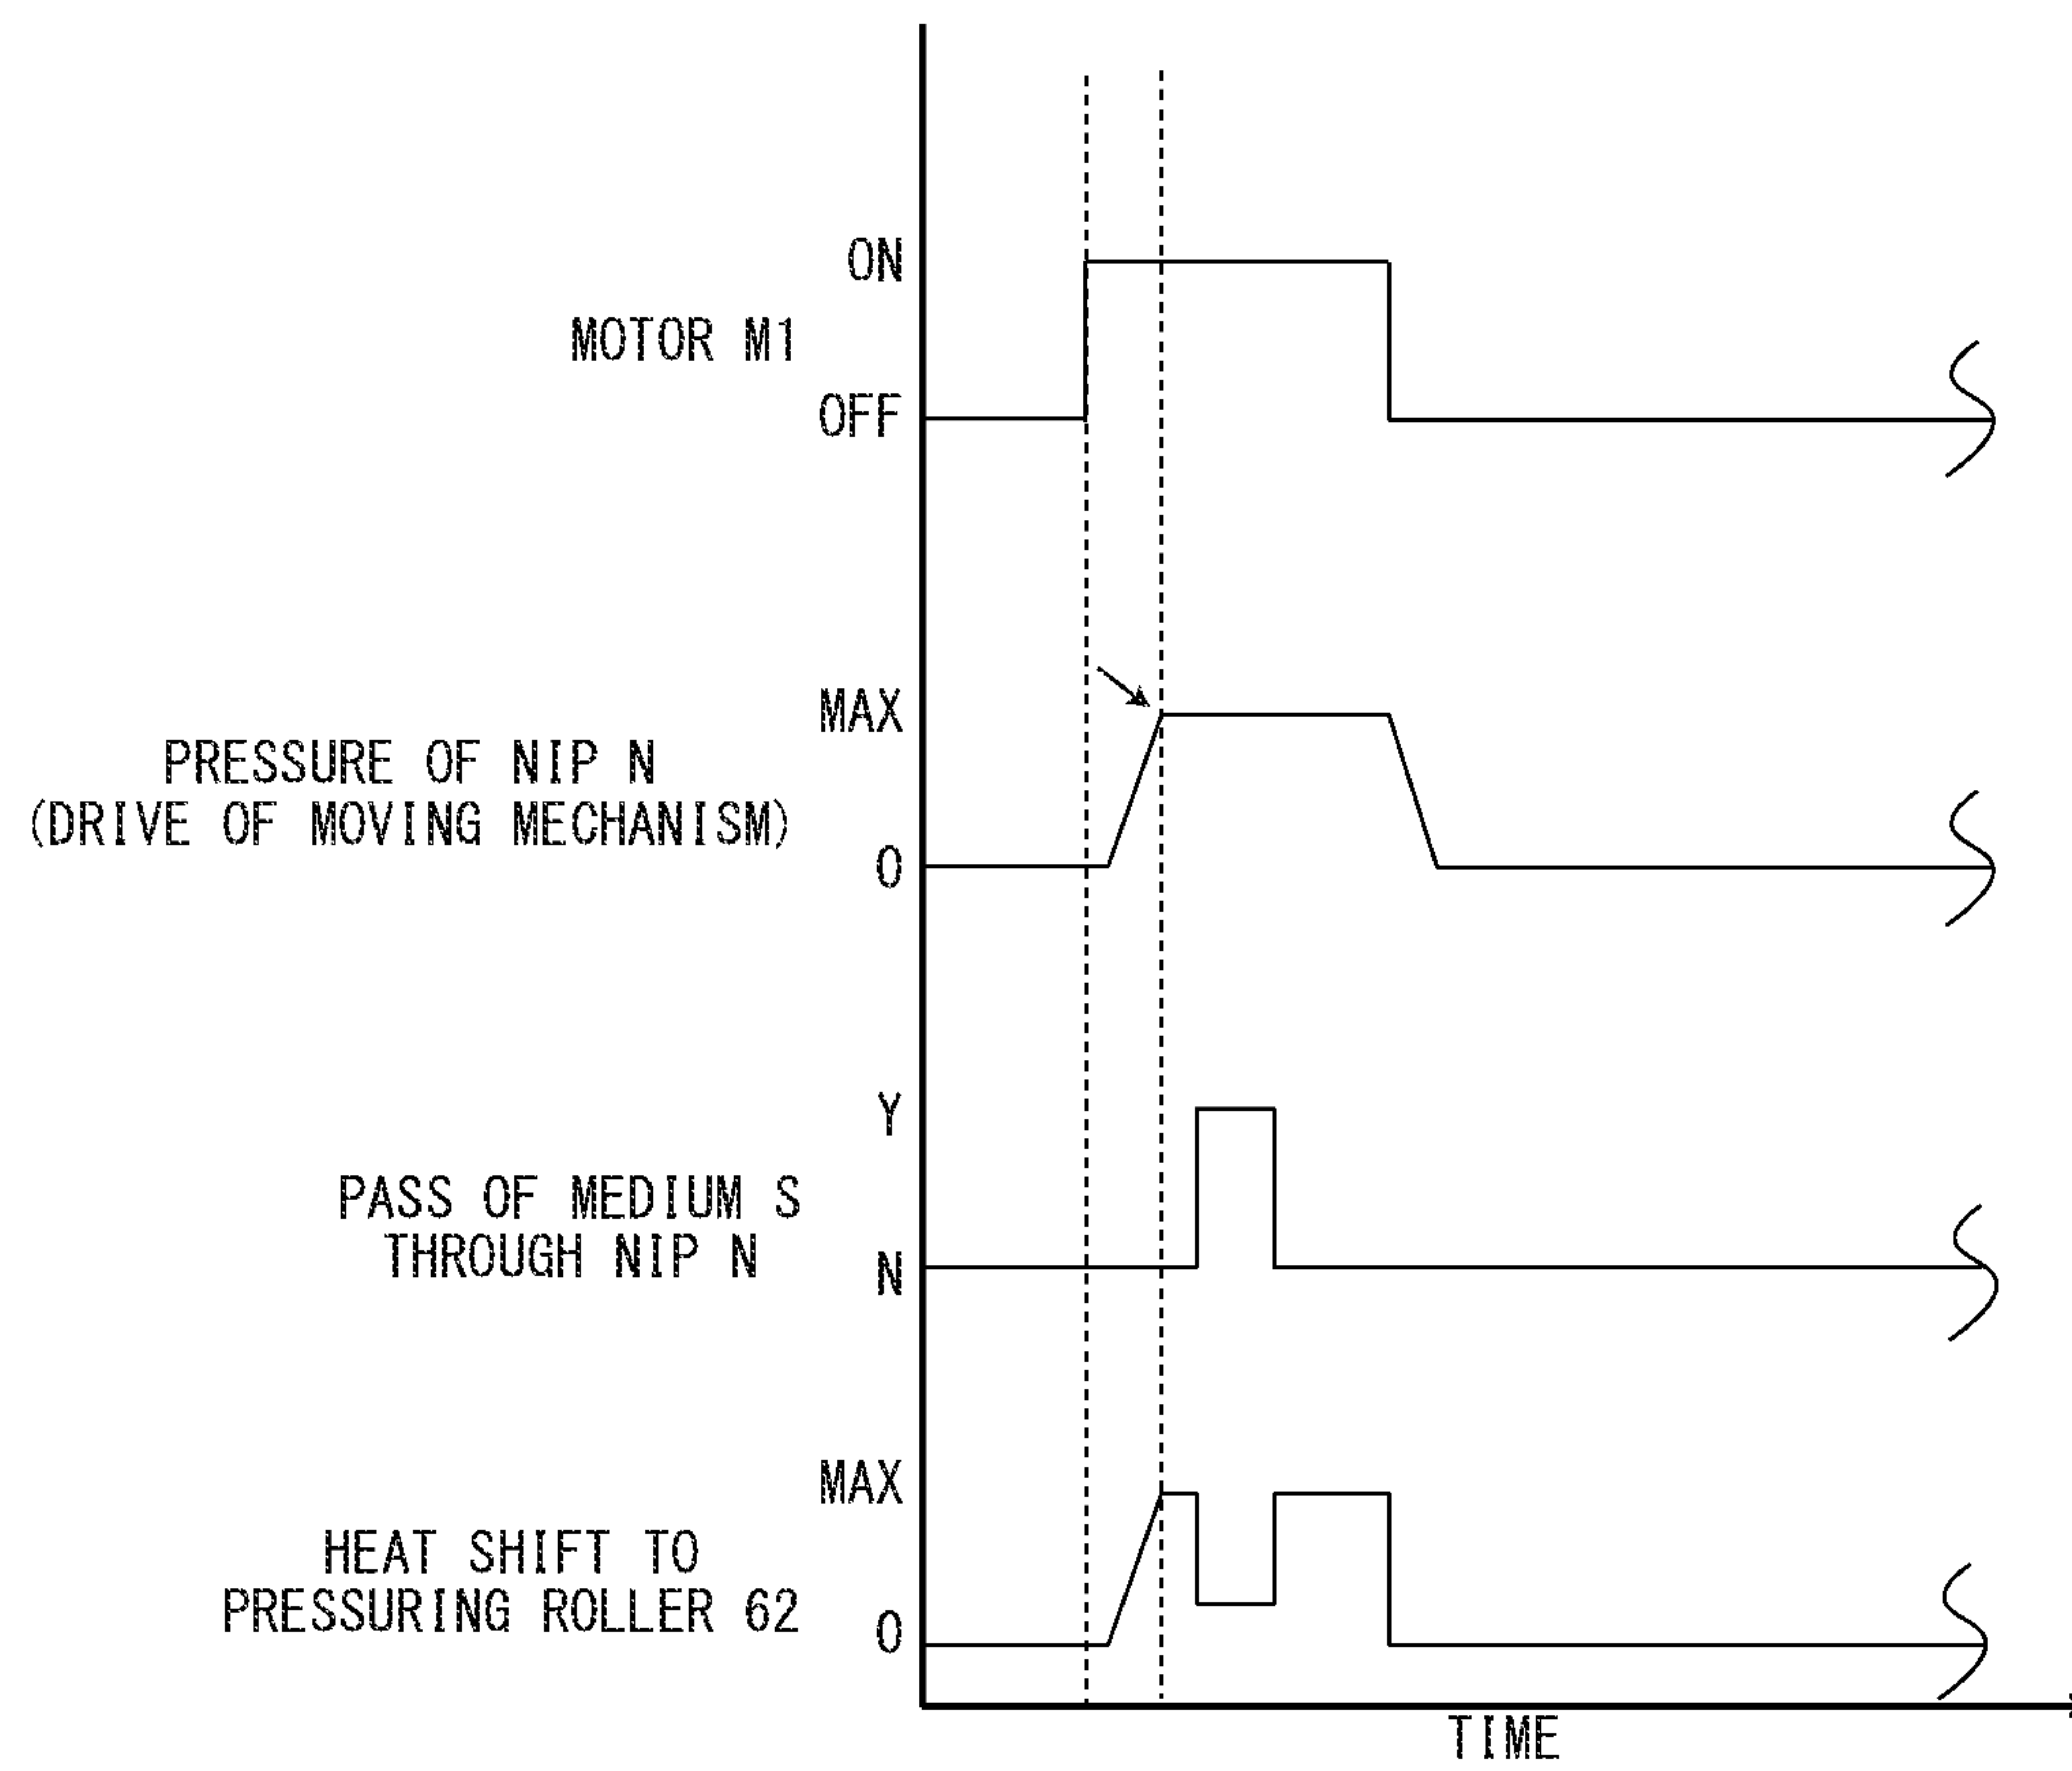 ON
MOTOR M1
OFF
MAX
PRESSURE OF NIP N
(DRIVE OF MOVING MECHANISM)
0
Y
PASS OF MEDIUM S
THROUGH NIP N
N
MAX
HEAT SHIFT TO
PRESSURING ROLLER 62
0
TIME